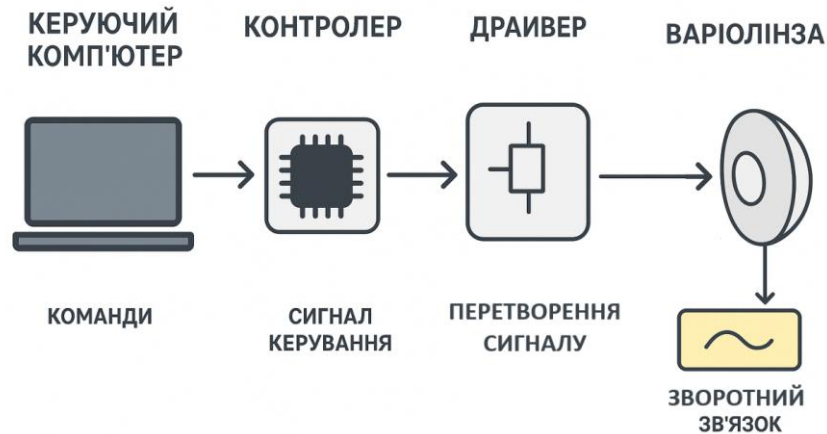 КЕРУЮЧИЙ
КОМП'ЮТЕР
КОНТРОЛЕР
ДРАЙВЕР
ВАРІОЛІНЗА
КОМАНДИ
СИГНАЛ
КЕРУВАННЯ
ПЕРЕТВОРЕННЯ
СИГНАЛУ
ЗВОРОТНИЙ
ЗВ'ЯЗОК